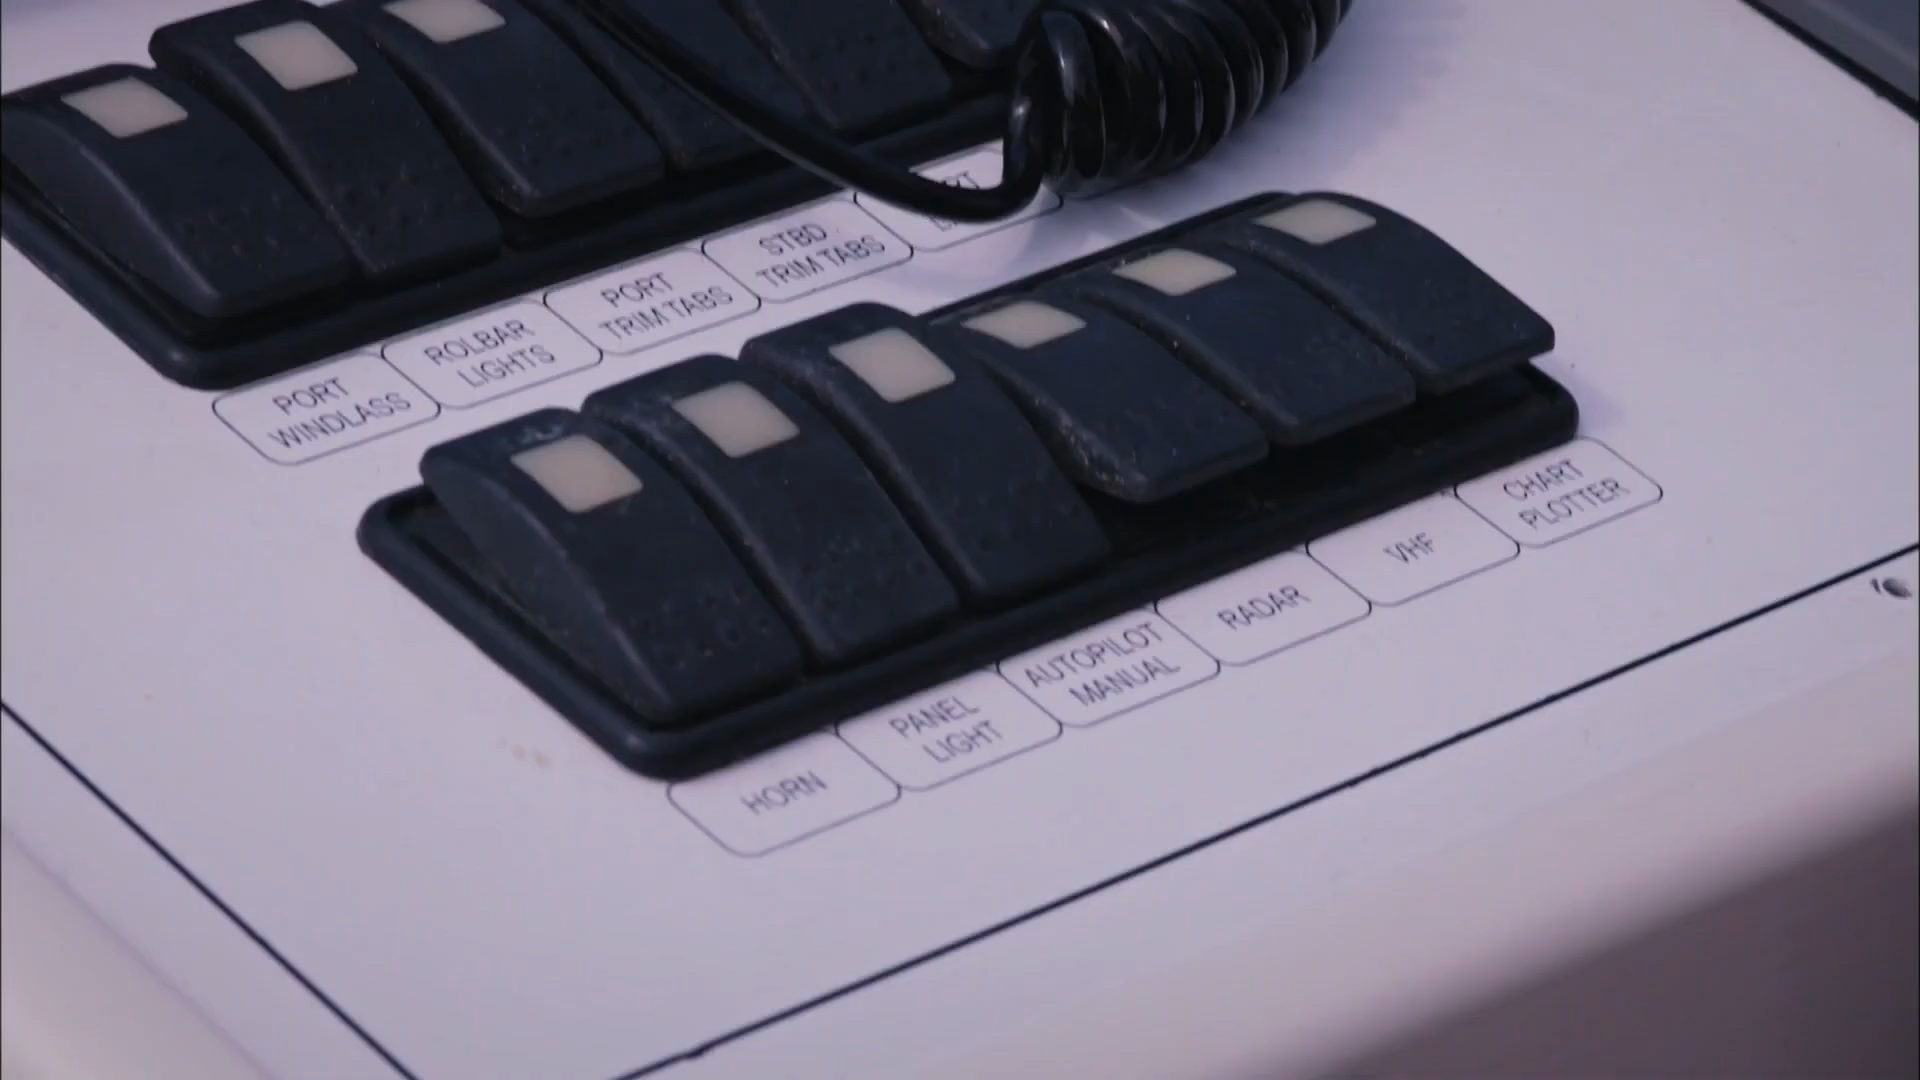 PORT
WINDLASS
ROLBAR
LIGHTS
PORT
TRIM TABS
STBD
TRIM TABS
HORN
PANEL
LIGHT
AUTOPILOT
MANUAL
RADAR
VHF
CHART
PLOTTER